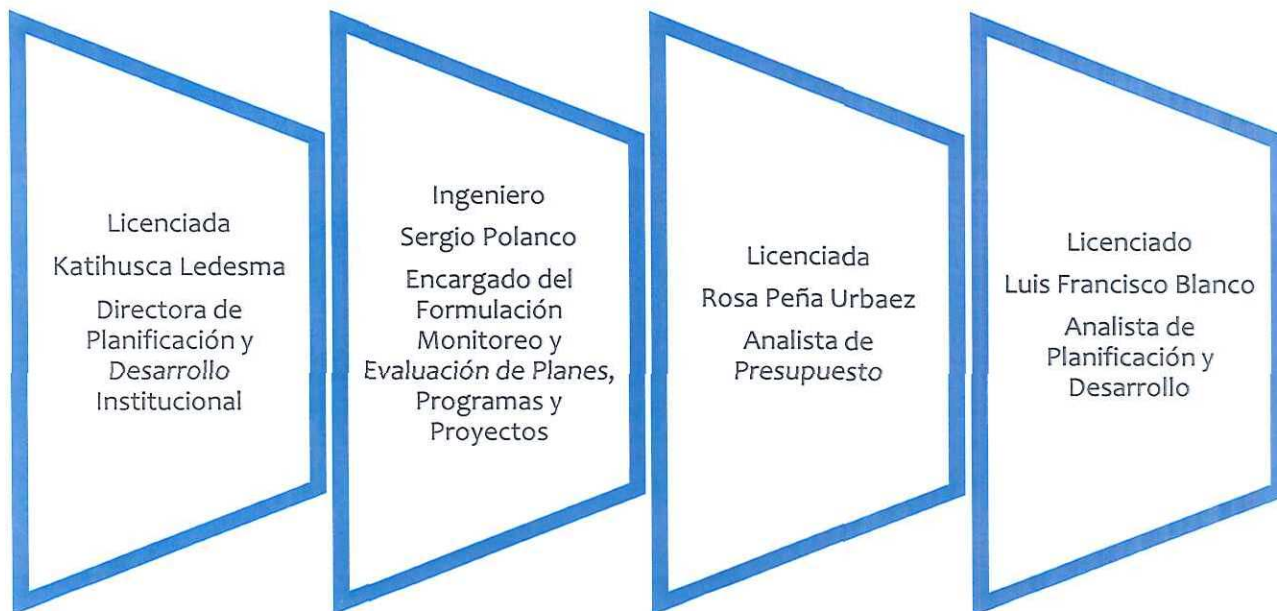 Licenciada
Katihusca Ledesma
Directora de
Planificación y
Desarrollo
Institucional
Ingeniero
Sergio Polanco
Encargado del
Formulación
Monitoreo y
Evaluación de Planes,
Programas y
Proyectos
Licenciada
Rosa Peña Urbaez
Analista de
Presupuesto
Licenciado
Luis Francisco Blanco
Analista de
Planificación y
Desarrollo